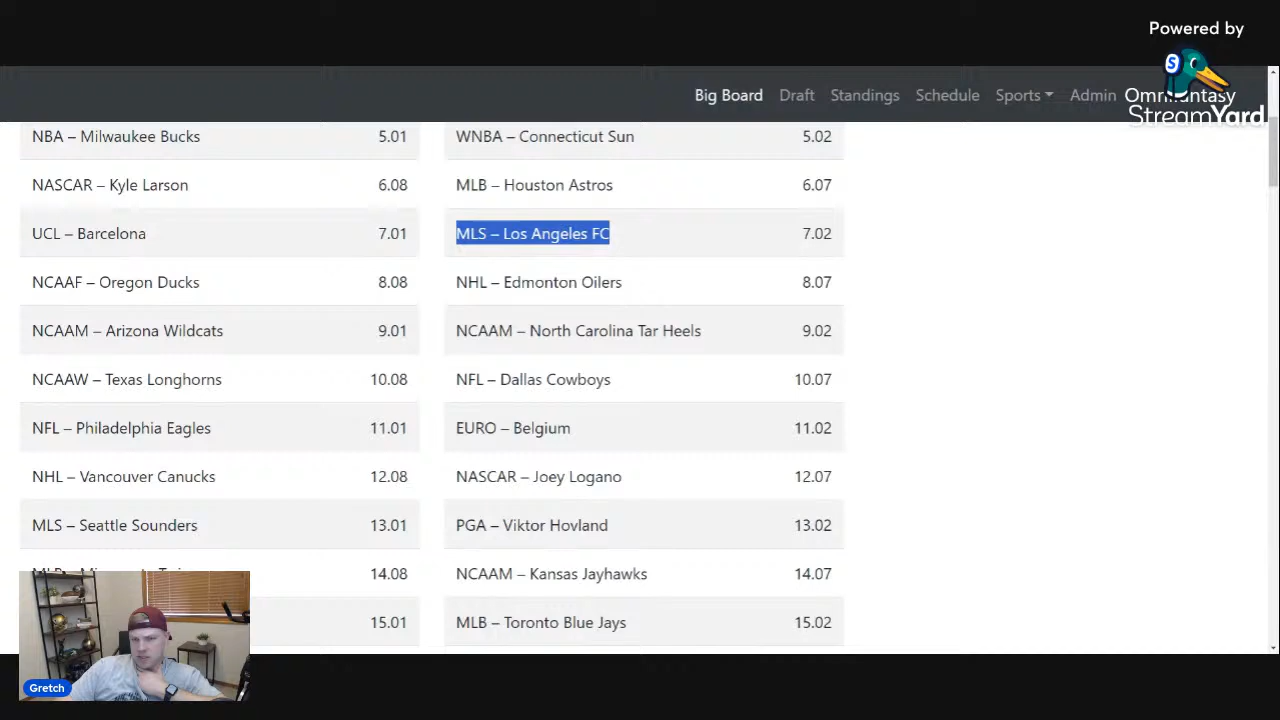 Powered by
StreamYard
Big Board Draft Standings Schedule Sports Admin Omnifantasy
NBA – Milwaukee Bucks 5.01 WNBA – Connecticut Sun 5.02
NASCAR – Kyle Larson 6.08 MLB – Houston Astros 6.07
UCL – Barcelona 7.01 MLS – Los Angeles FC 7.02
NCAAF – Oregon Ducks 8.08 NHL – Edmonton Oilers 8.07
NCAAM – Arizona Wildcats 9.01 NCAAM – North Carolina Tar Heels 9.02
NCAAW – Texas Longhorns 10.08 NFL – Dallas Cowboys 10.07
NFL – Philadelphia Eagles 11.01 EURO – Belgium 11.02
NHL – Vancouver Canucks 12.08 NASCAR – Joey Logano 12.07
MLS – Seattle Sounders 13.01 PGA – Viktor Hovland 13.02
14.08 NCAAM – Kansas Jayhawks 14.07
15.01 MLB – Toronto Blue Jays 15.02
Gretch